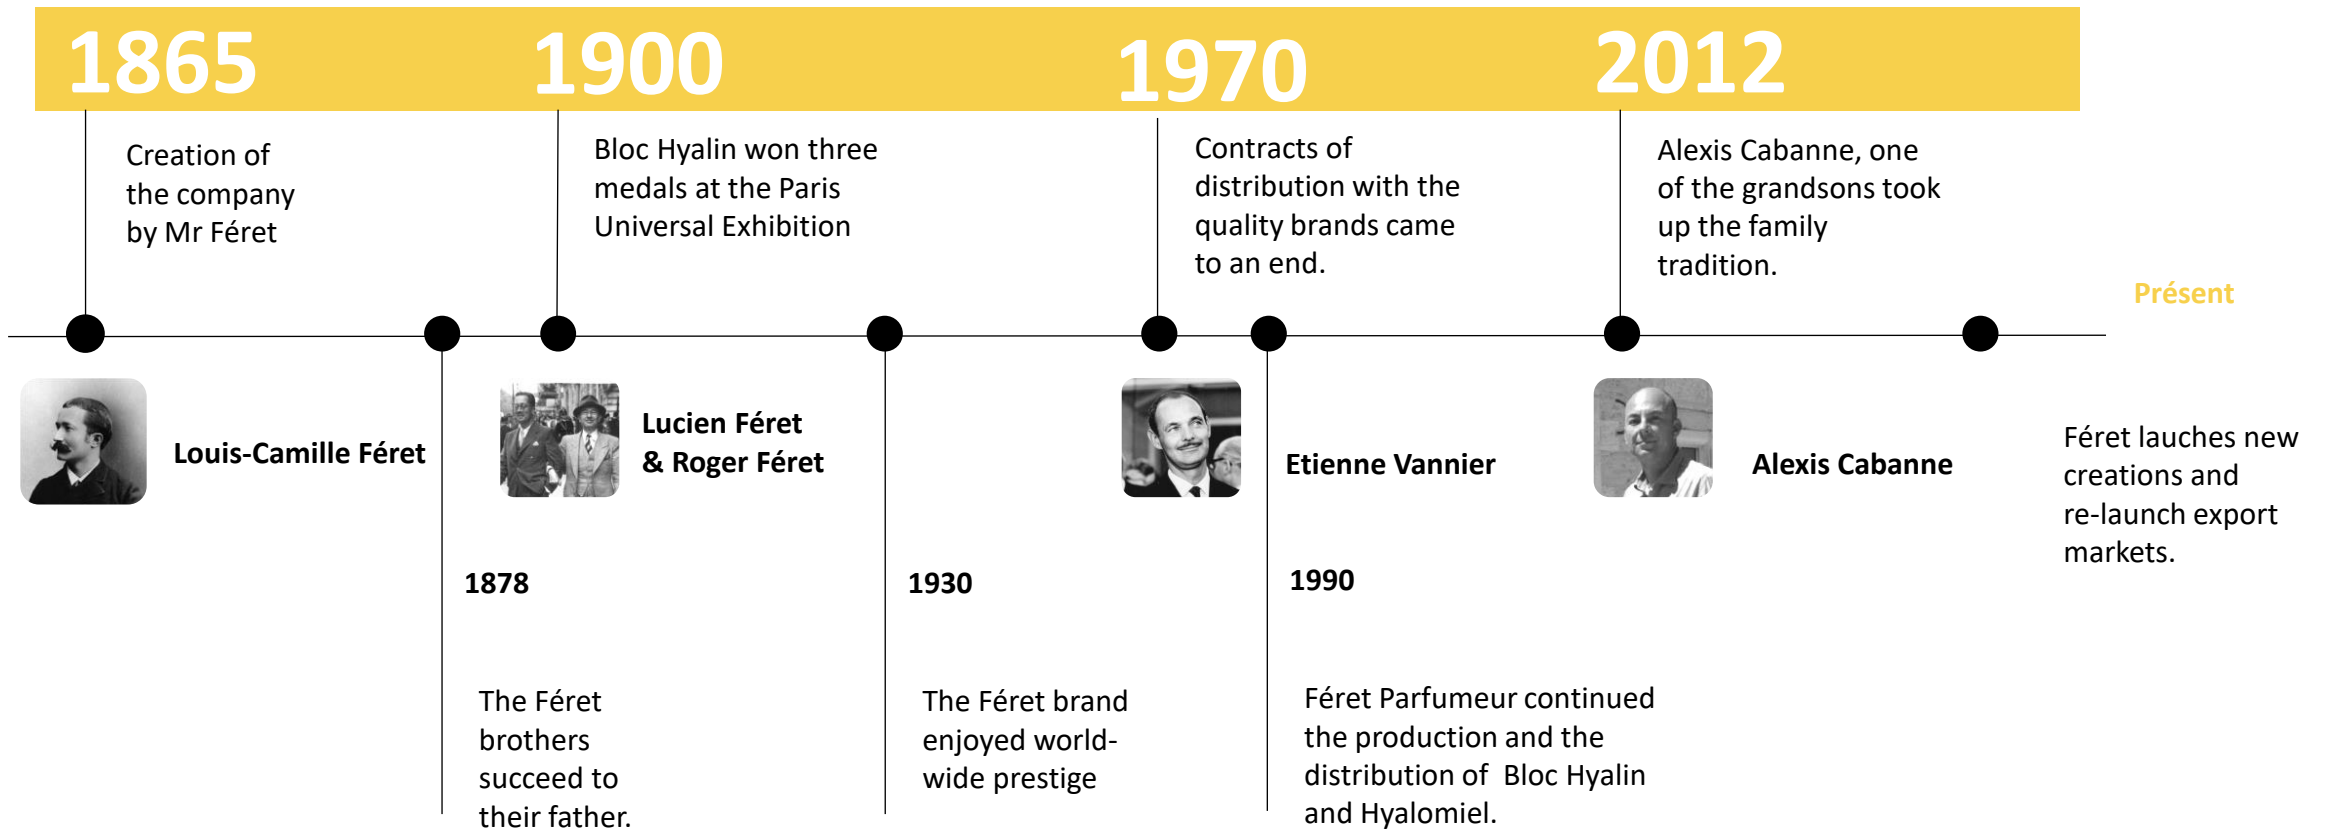 1865
1900
1970
2012
Creation of
the company
by Mr Féret
Bloc Hyalin won three
medals at the Paris
Universal Exhibition
Contracts of
distribution with the
quality brands came
to an end.
Alexis Cabanne, one
of the grandsons took
up the family
tradition.
Présent
Louis-Camille Féret
Lucien Féret
& Roger Féret
Etienne Vannier
Alexis Cabanne
Féret lauches new
creations and
re-launch export
markets.
1878
1930
1990
The Féret
brothers
succeed to
their father.
The Féret brand
enjoyed world-
wide prestige
Féret Parfumeur continued
the production and the
distribution of  Bloc Hyalin
and Hyalomiel.